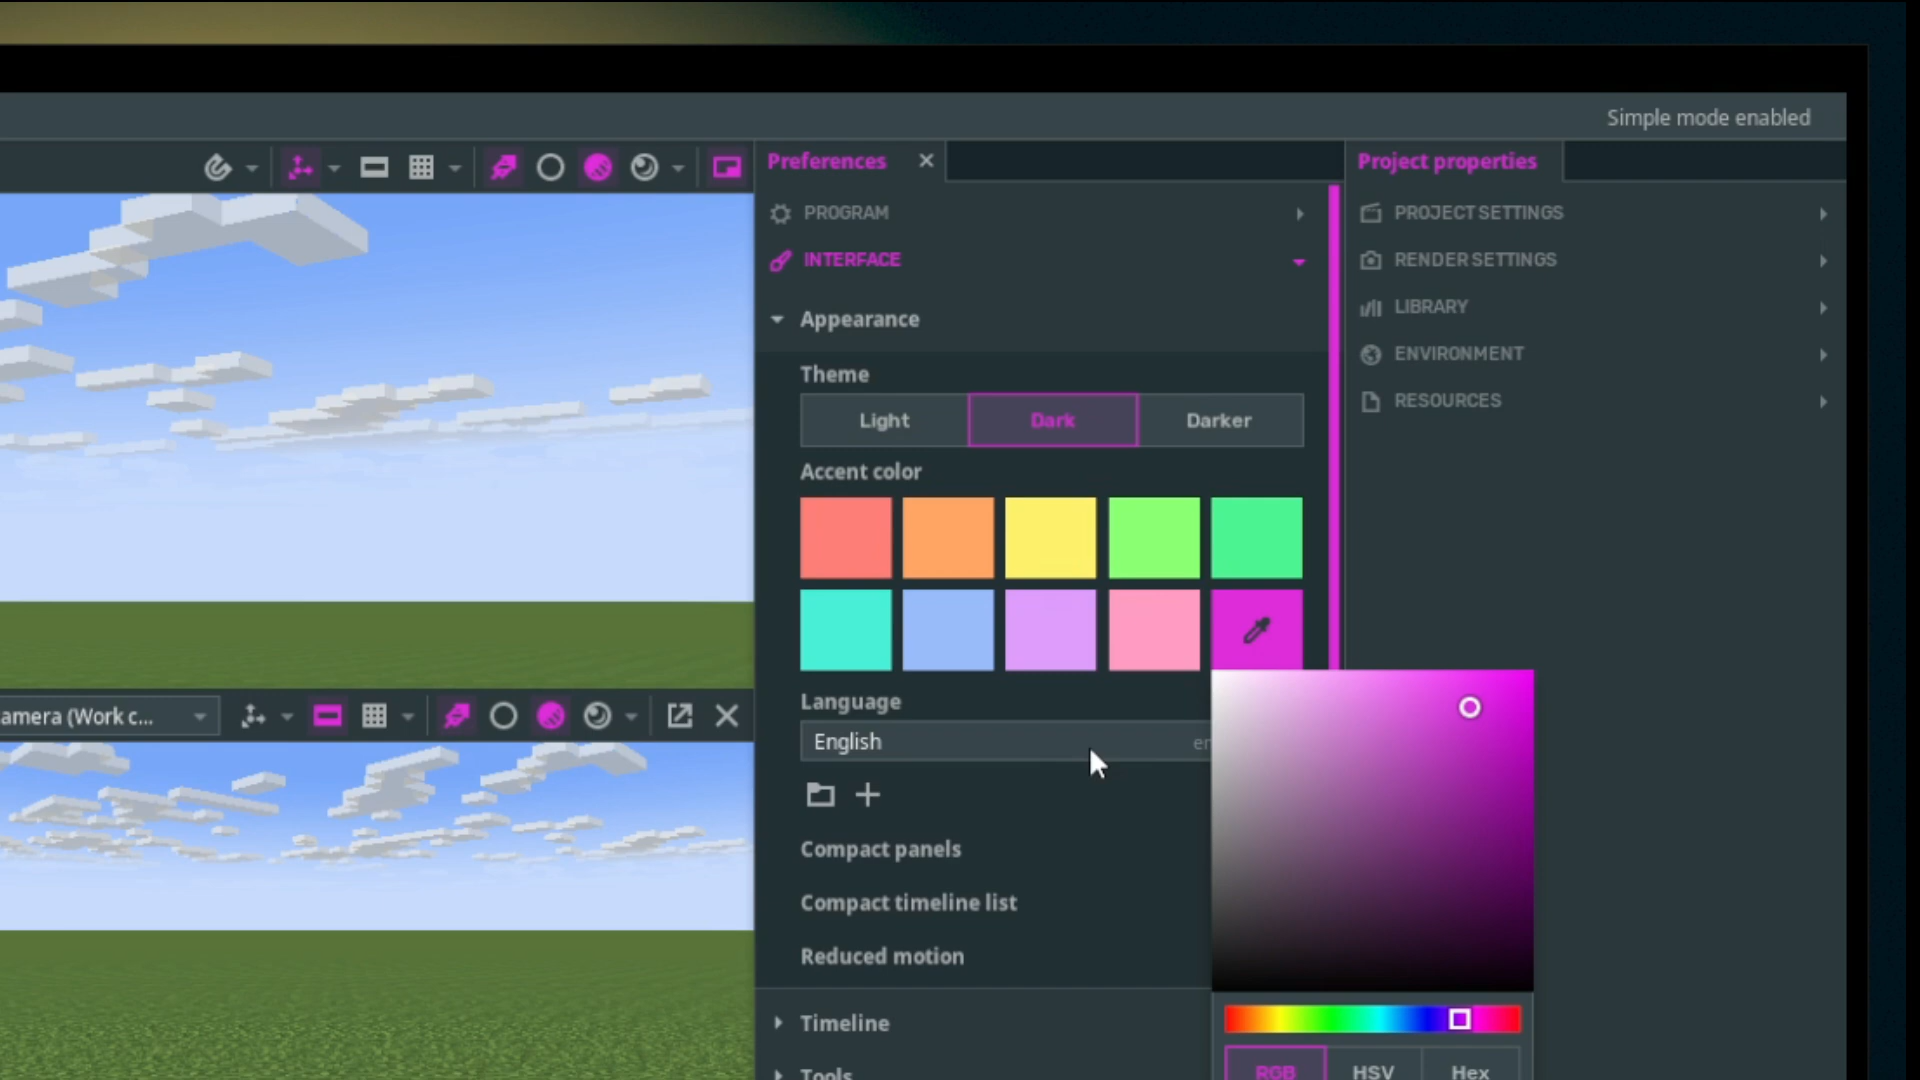 Simple mode enabled
Preferences
Project properties
PROGRAM
PROJECT SETTINGS
INTERFACE
RENDER SETTINGS
LIBRARY
Appearance
ENVIRONMENT
Theme
RESOURCES
Light Dark Darker
Accent color
Language
amera (Work c...
English
Compact panels
Compact timeline list
Reduced motion
Timeline
Tools
RGB HSV Hex